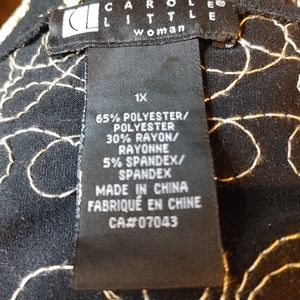 CAROLE®
LITTLE
woman
1X
65% POLYESTER/
POLYESTER
30% RAYON/
RAYONNE
5% SPANDEX/
SPANDEX
MADE IN CHINA
FABRIQUÉ EN CHINE
CA#07043